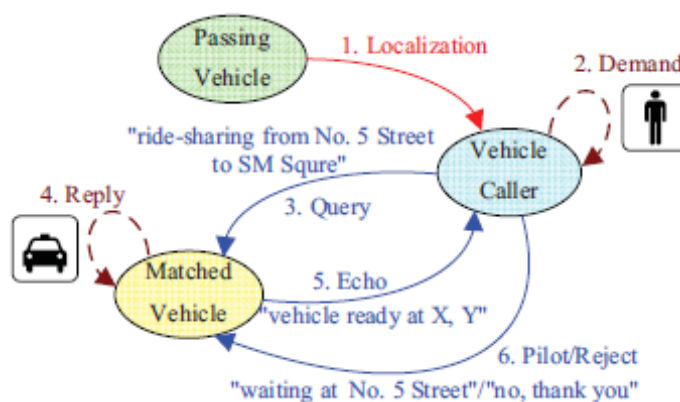 Passing
Vehicle
1. Localization
2. Demand
"ride-sharing from No. 5 Street
to SM Squre"
Vehicle
Caller
4. Reply
3. Query
Matched
Vehicle
5. Echo
"vehicle ready at X, Y"
6. Pilot/Reject
"waiting at No. 5 Street"/"no, thank you"